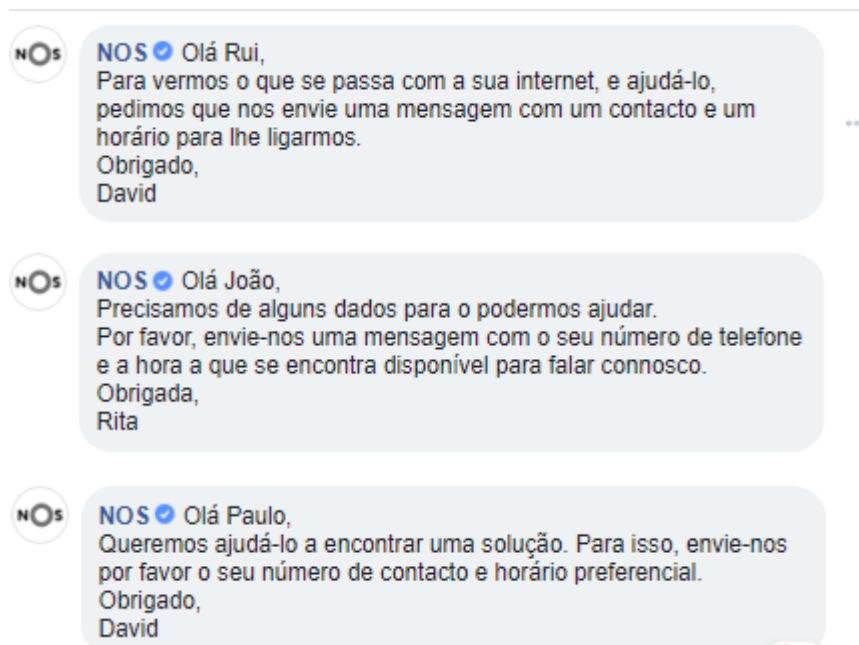 NOS NOS Olá Rui,
Para vermos o que se passa com a sua internet, e ajudá-lo,
pedimos que nos envie uma mensagem com um contacto e um
horário para lhe ligarmos.
Obrigado,
David
NOS NOS Olá João,
Precisamos de alguns dados para o podermos ajudar.
Por favor, envie-nos uma mensagem com o seu número de telefone
e a hora a que se encontra disponível para falar connosco.
Obrigada,
Rita
NOS NOS Olá Paulo,
Queremos ajudá-lo a encontrar uma solução. Para isso, envie-nos
por favor o seu número de contacto e horário preferencial.
Obrigado,
David